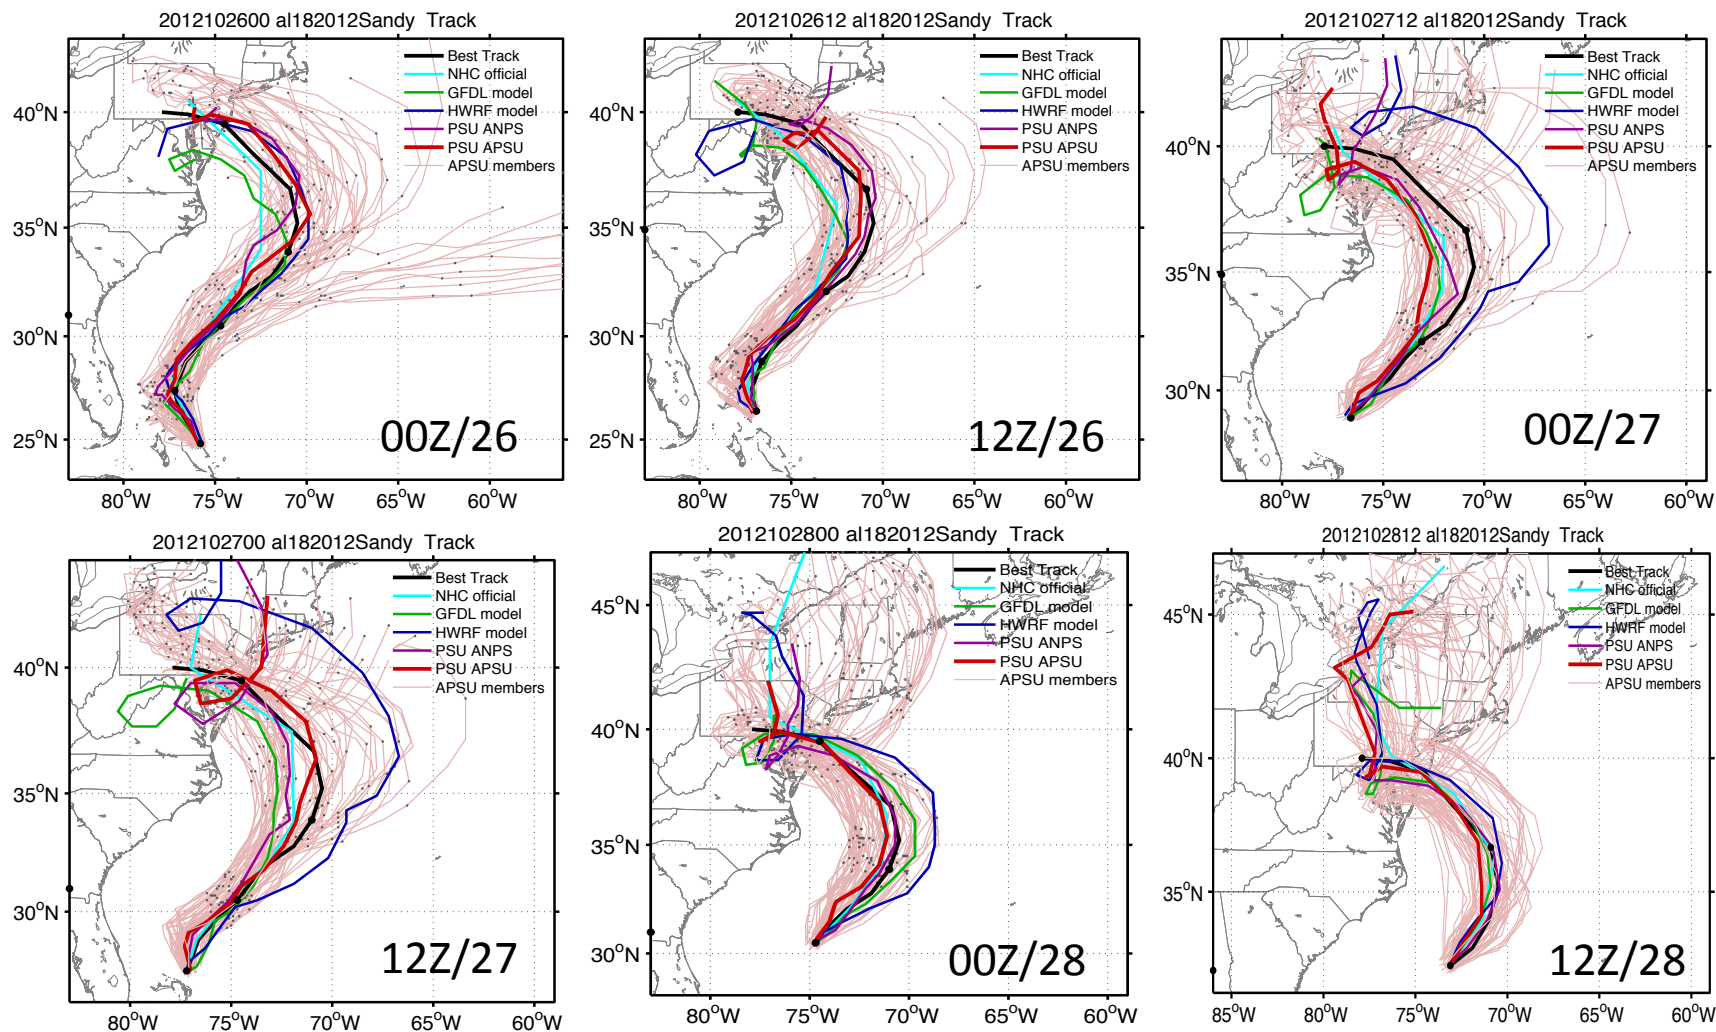 2012102600 al182012Sandy Track
Best Track
NHC official
GFDL model
HWRF model
PSU ANPS
PSU APSU
APSU members
40°N
35°N
30°N
25°N
00Z/26
80°W 75°W 70°W 65°W 60°W
2012102612 al182012Sandy Track
Best Track
NHC official
GFDL model
HWRF model
PSU ANPS
PSU APSU
APSU members
40°N
35°N
30°N
25°N
12Z/26
80°W 75°W 70°W 65°W 60°W
2012102712 al182012Sandy Track
Best Track
NHC official
GFDL model
HWRF model
PSU ANPS
PSU APSU
APSU members
40°N
35°N
30°N
00Z/27
80°W 75°W 70°W 65°W 60°W
2012102700 al182012Sandy Track
Best Track
NHC official
GFDL model
HWRF model
PSU ANPS
PSU APSU
APSU members
40°N
35°N
30°N
12Z/27
80°W 75°W 70°W 65°W 60°W
2012102800 al182012Sandy Track
Best Track
NHC official
GFDL model
HWRF model
PSU ANPS
PSU APSU
APSU members
45°N
40°N
35°N
30°N
00Z/28
80°W 75°W 70°W 65°W 60°W
2012102812 al182012Sandy Track
Best Track
NHC official
GFDL model
HWRF model
PSU ANPS
PSU APSU
APSU members
45°N
40°N
35°N
12Z/28
85°W 80°W 75°W 70°W 65°W 60°W